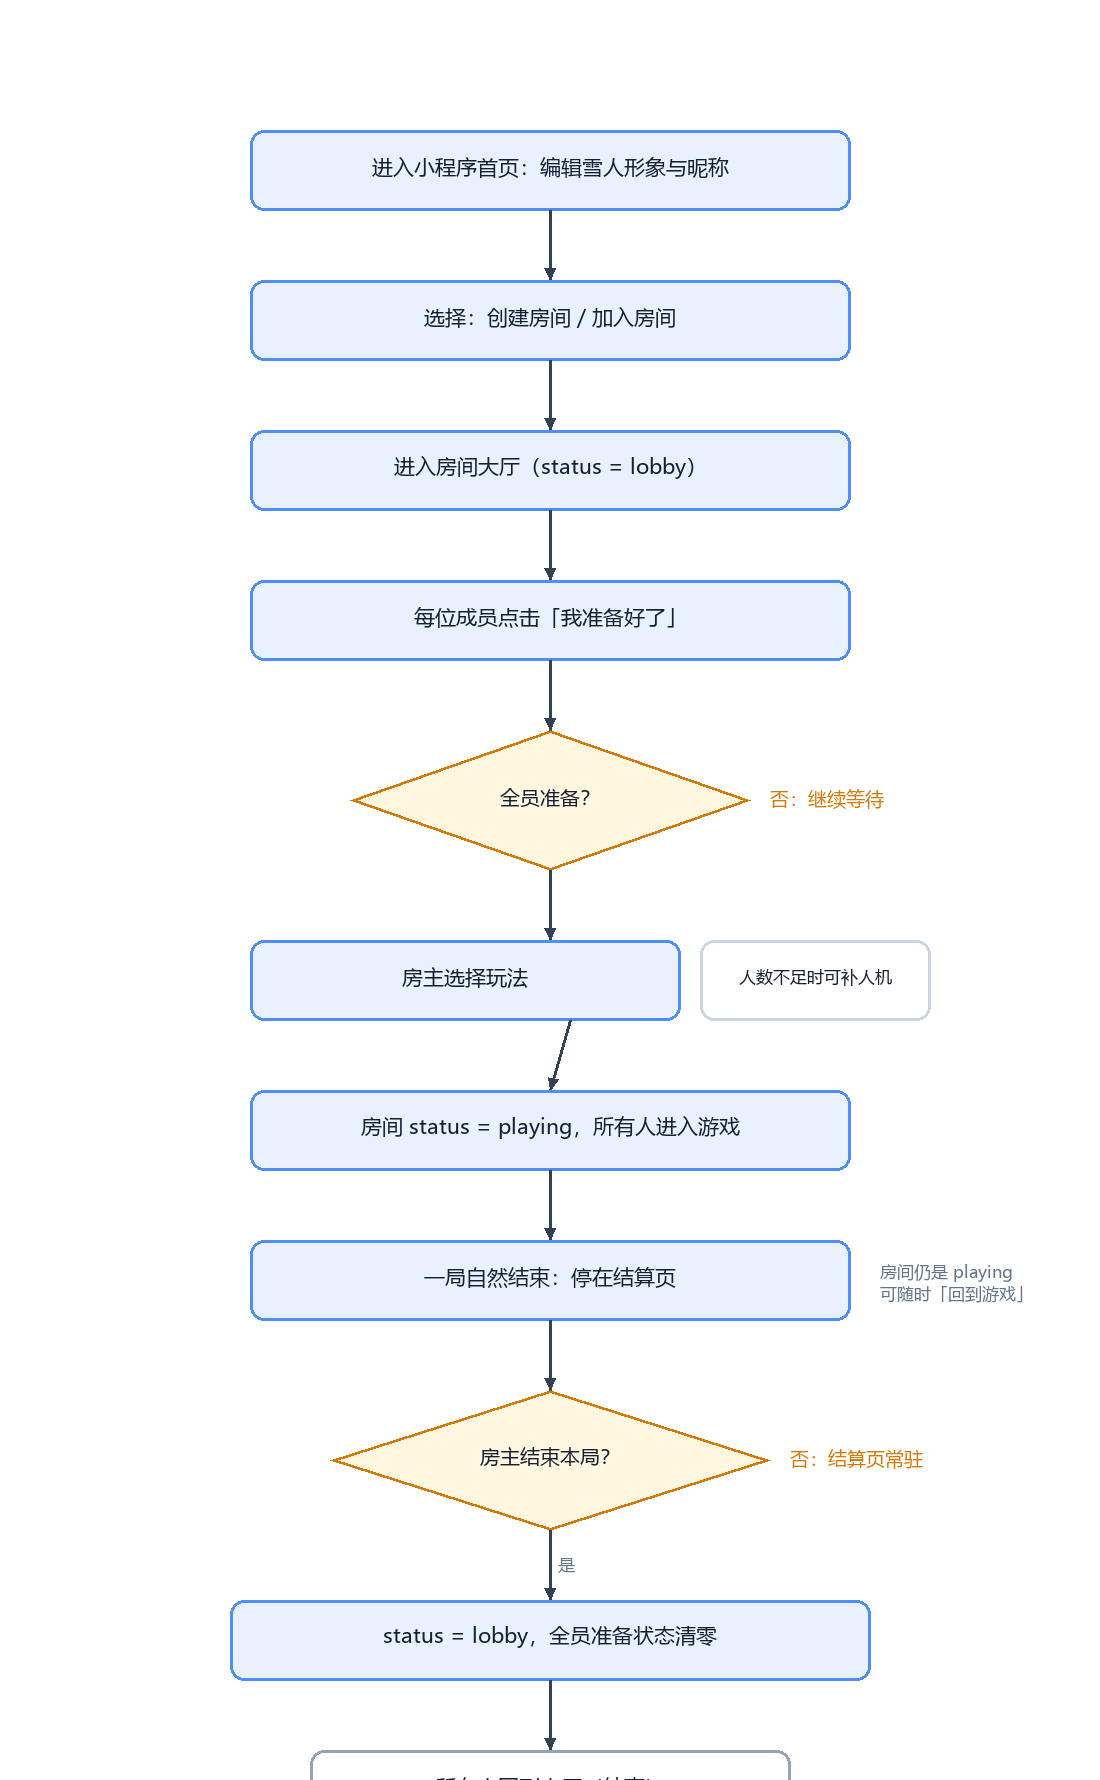 进入小程序首页：编辑雪人形象与昵称
选择：创建房间 / 加入房间
进入房间大厅（status = lobby）
每位成员点击「我准备好了」
全员准备？
否：继续等待
房主选择玩法
人数不足时可补人机
房间 status = playing，所有人进入游戏
一局自然结束：停在结算页
房间仍是 playing
可随时「回到游戏」
房主结束本局？
否：结算页常驻
是
status = lobby，全员准备状态清零